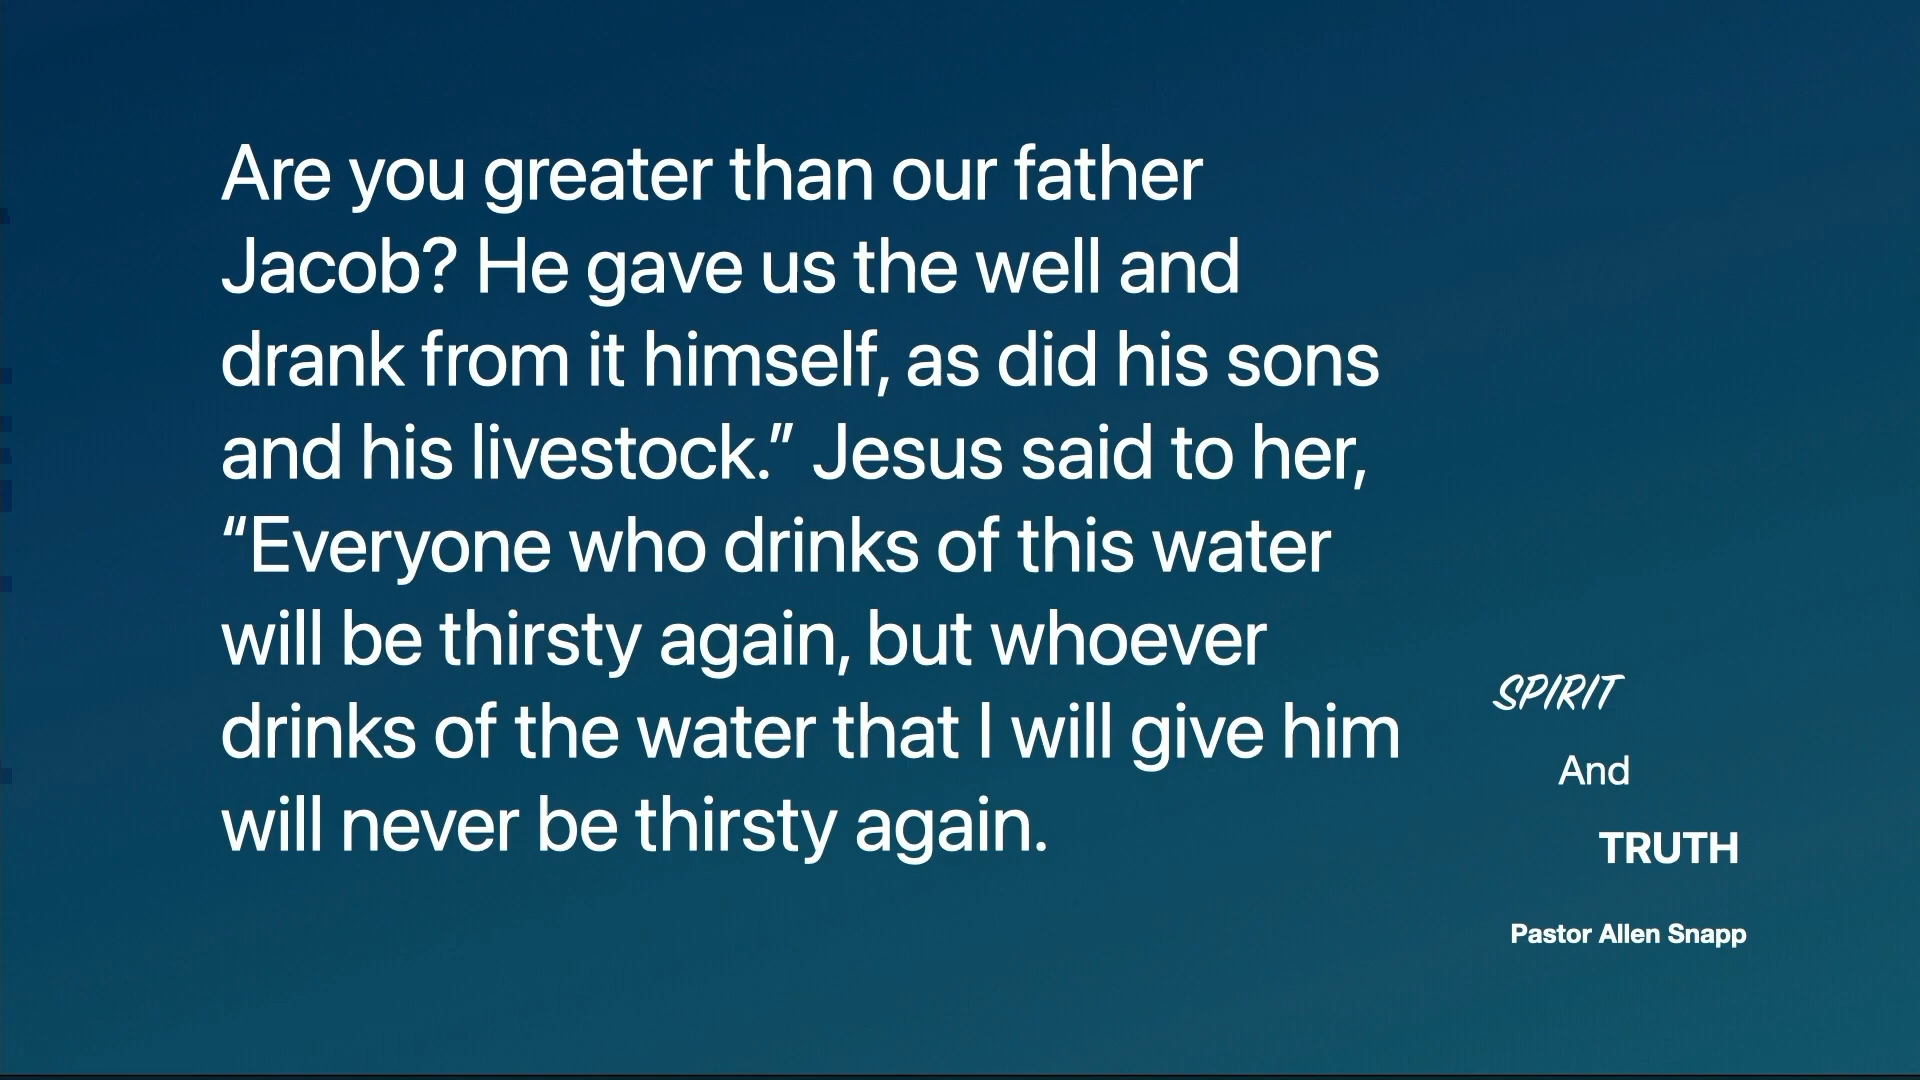 Are you greater than our father
Jacob? He gave us the well and
drank from it himself, as did his sons
and his livestock.” Jesus said to her,
“Everyone who drinks of this water
will be thirsty again, but whoever
drinks of the water that I will give him
will never be thirsty again.
SPIRIT
And
TRUTH
Pastor Allen Snapp